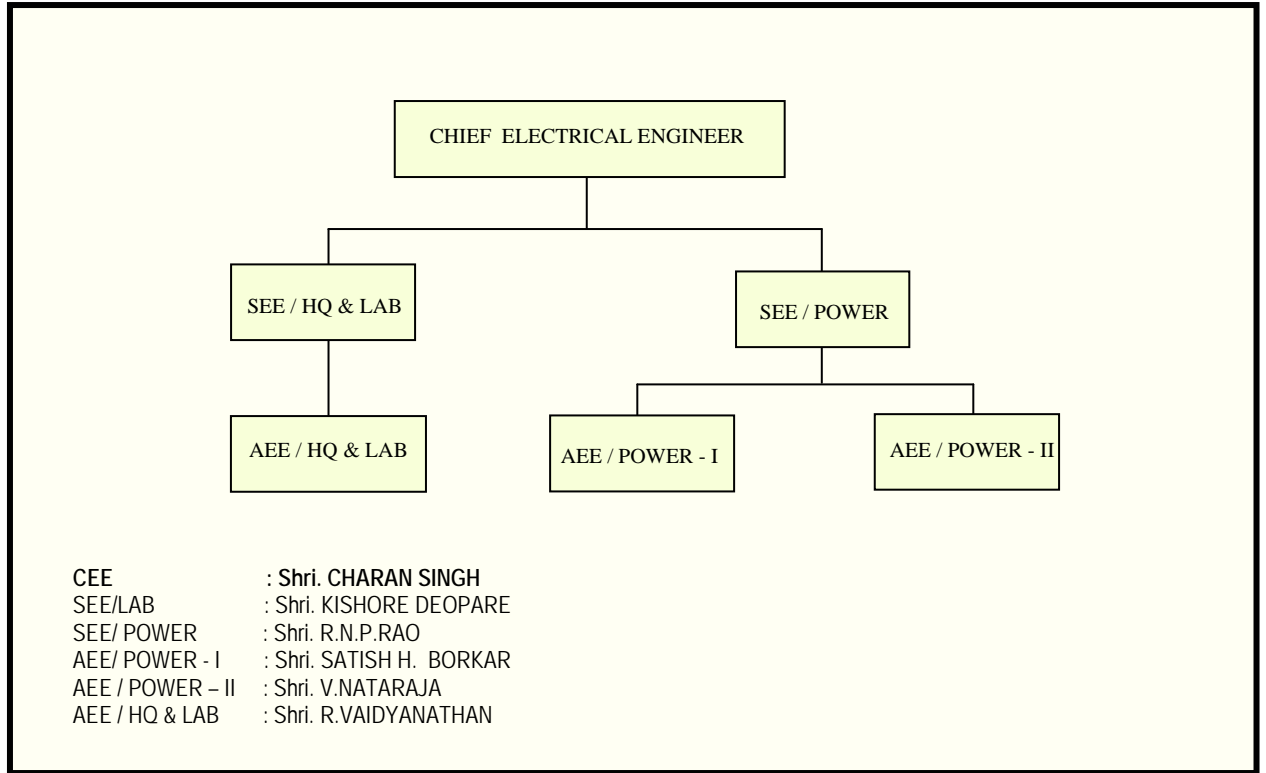 CHIEF ELECTRICAL ENGINEER
SEE / HQ & LAB
SEE / POWER
AEE / HQ & LAB
AEE / POWER - I
AEE / POWER - II
CEE : Shri. CHARAN SINGH
SEE/LAB : Shri. KISHORE DEOPARE
SEE/ POWER : Shri. R.N.P.RAO
AEE/ POWER - I : Shri. SATISH H. BORKAR
AEE / POWER – II : Shri. V.NATARAJA
AEE / HQ & LAB : Shri. R.VAIDYANATHAN